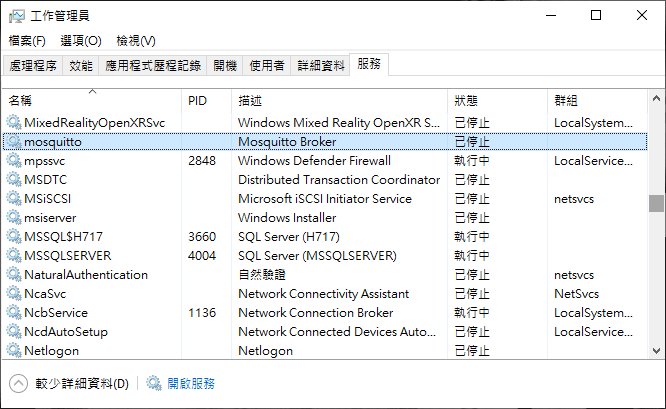 工作管理員
檔案(F) 選項(O) 檢視(V)
處理程序 效能 應用程式歷程記錄 開機 使用者 詳細資料 服務
名稱 PID 描述 狀態 群組
MixedRealityOpenXRSvc Windows Mixed Reality OpenXR S... 已停止 LocalSystem...
mosquitto Mosquitto Broker 已停止
mpssvc 2848 Windows Defender Firewall 執行中 LocalService...
MSDTC Distributed Transaction Coordinator 已停止
MSiSCSI Microsoft iSCSI Initiator Service 已停止 netsvcs
msiserver Windows Installer 已停止
MSSQL$H717 3660 SQL Server (H717) 執行中
MSSQLSERVER 4004 SQL Server (MSSQLSERVER) 執行中
NaturalAuthentication 自然驗證 已停止 netsvcs
NcaSvc Network Connectivity Assistant 已停止 NetSvcs
NcbService 1136 Network Connection Broker 執行中 LocalSystem...
NcdAutoSetup Network Connected Devices Auto... 已停止 LocalService...
Netlogon Netlogon 已停止
較少詳細資料(D) 開啟服務